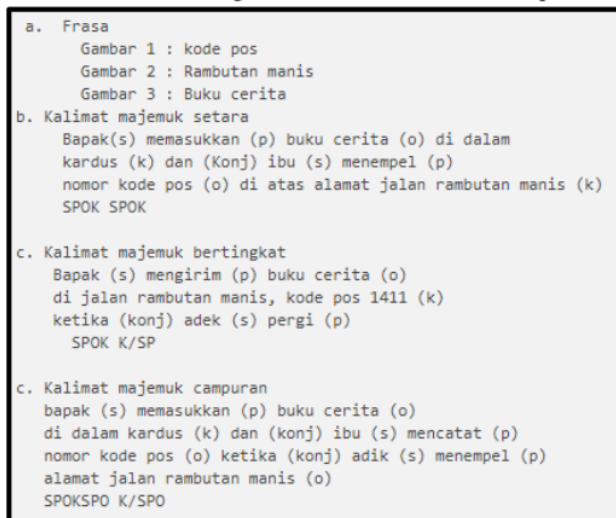 a. Frasa
Gambar 1 : kode pos
Gambar 2 : Rambutan manis
Gambar 3 : Buku cerita
b. Kalimat majemuk setara
Bapak(s) memasukkan (p) buku cerita (o) di dalam
kardus (k) dan (Konj) ibu (s) menempel (p)
nomor kode pos (o) di atas alamat jalan rambutan manis (k)
SPOK SPOK
c. Kalimat majemuk bertingkat
Bapak (s) mengirim (p) buku cerita (o)
di jalan rambutan manis, kode pos 1411 (k)
ketika (konj) adek (s) pergi (p)
SPOK K/SP
c. Kalimat majemuk campuran
bapak (s) memasukkan (p) buku cerita (o)
di dalam kardus (k) dan (konj) ibu (s) mencatat (p)
nomor kode pos (o) ketika (konj) adik (s) menempel (p)
alamat jalan rambutan manis (o)
SPOKSPO K/SPO